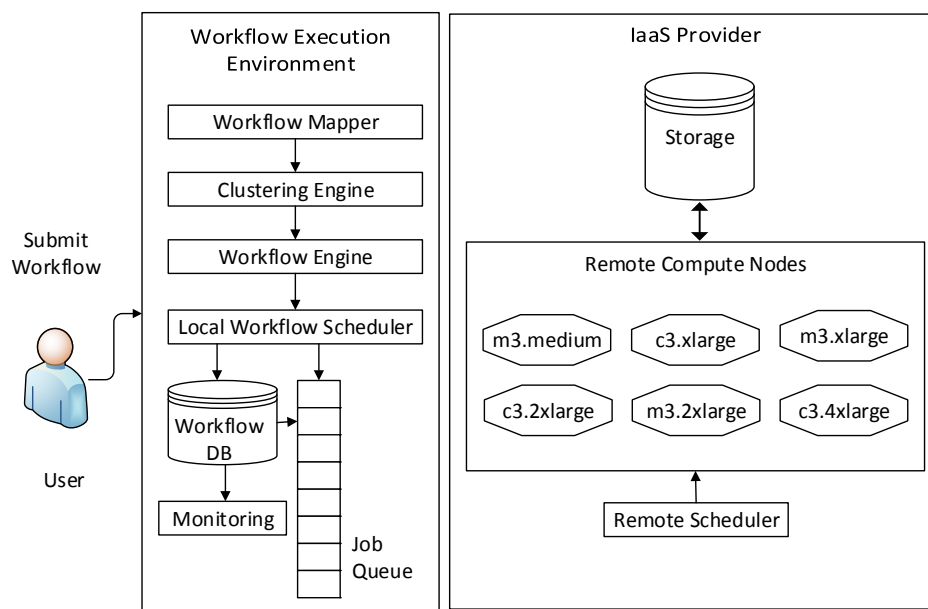 Submit
Workflow
User
Workflow Execution
Environment
Workflow Mapper
Clustering Engine
Workflow Engine
Local Workflow Scheduler
Workflow
DB
Monitoring
Job
Queue
IaaS Provider
Storage
Remote Compute Nodes
m3.medium
c3.xlarge
m3.xlarge
c3.2xlarge
m3.2xlarge
c3.4xlarge
Remote Scheduler